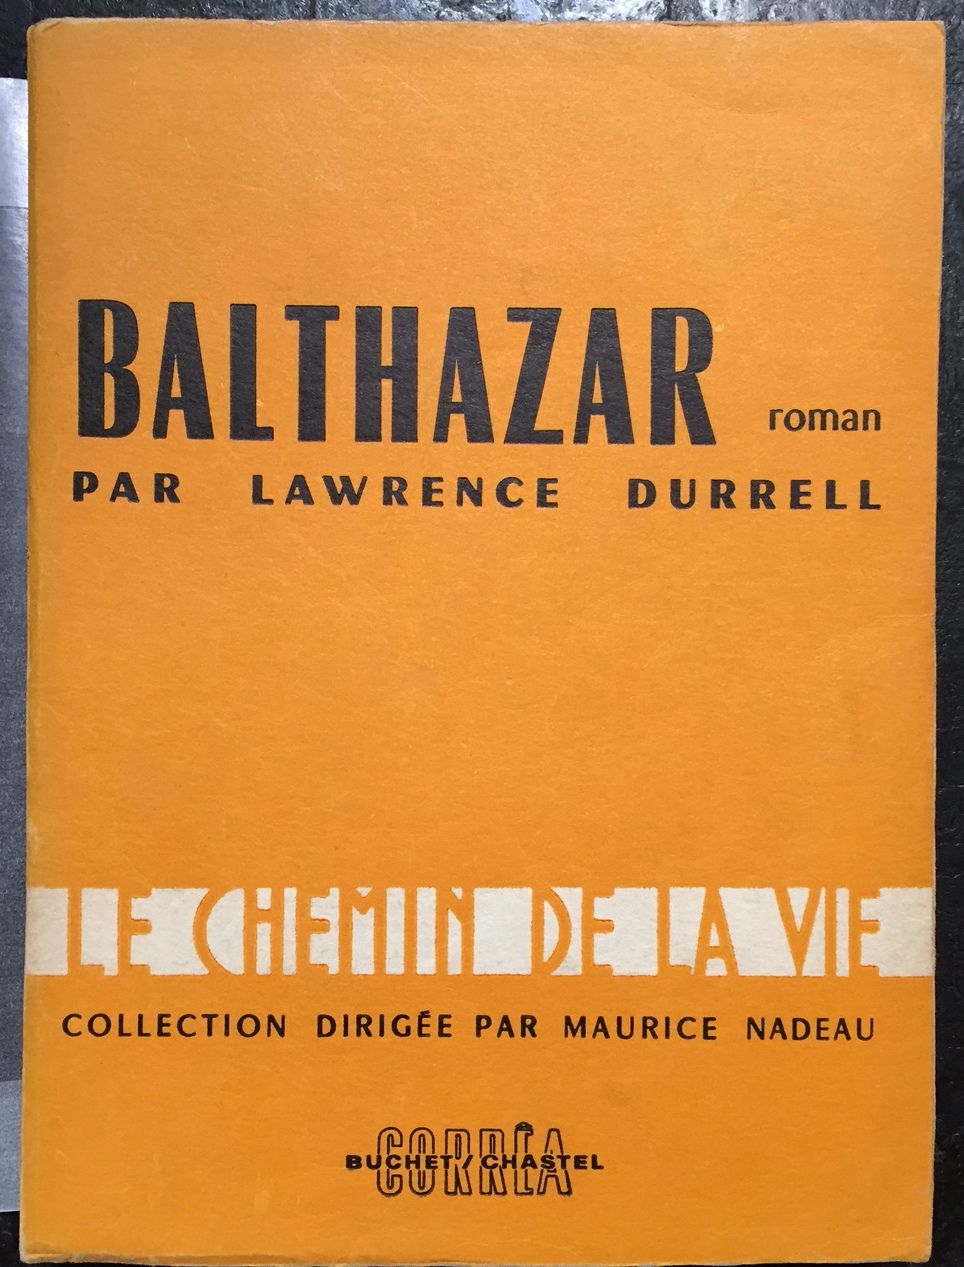 BALTHAZAR roman
PAR LAWRENCE DURRELL
LE CHEMIN DE LA VIE
COLLECTION DIRIGÉE PAR MAURICE NADEAU
CORRÊA
BUCHET/CHASTEL